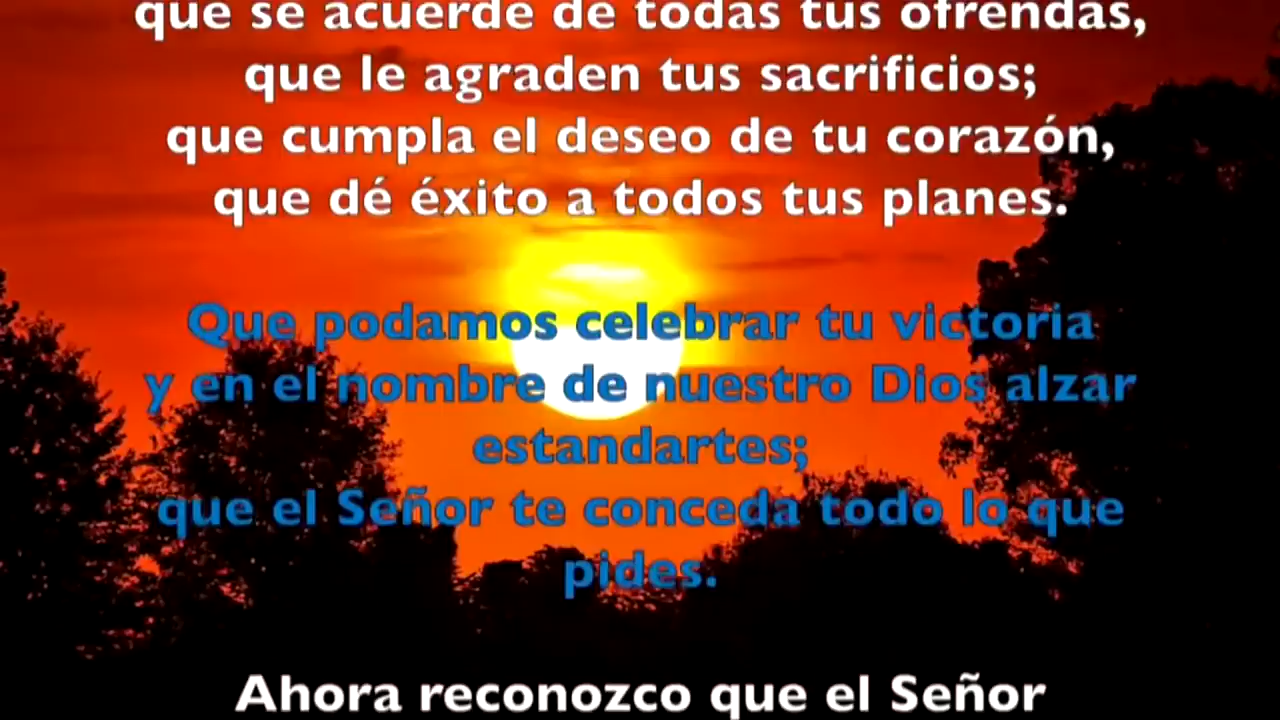 que se acuerde de todas tus ofrendas,
que le agraden tus sacrificios;
que cumpla el deseo de tu corazón,
que dé éxito a todos tus planes.
Que podamos celebrar tu victoria
y en el nombre de nuestro Dios alzar
estandartes;
que el Señor te conceda todo lo que
pides.
Ahora reconozco que el Señor